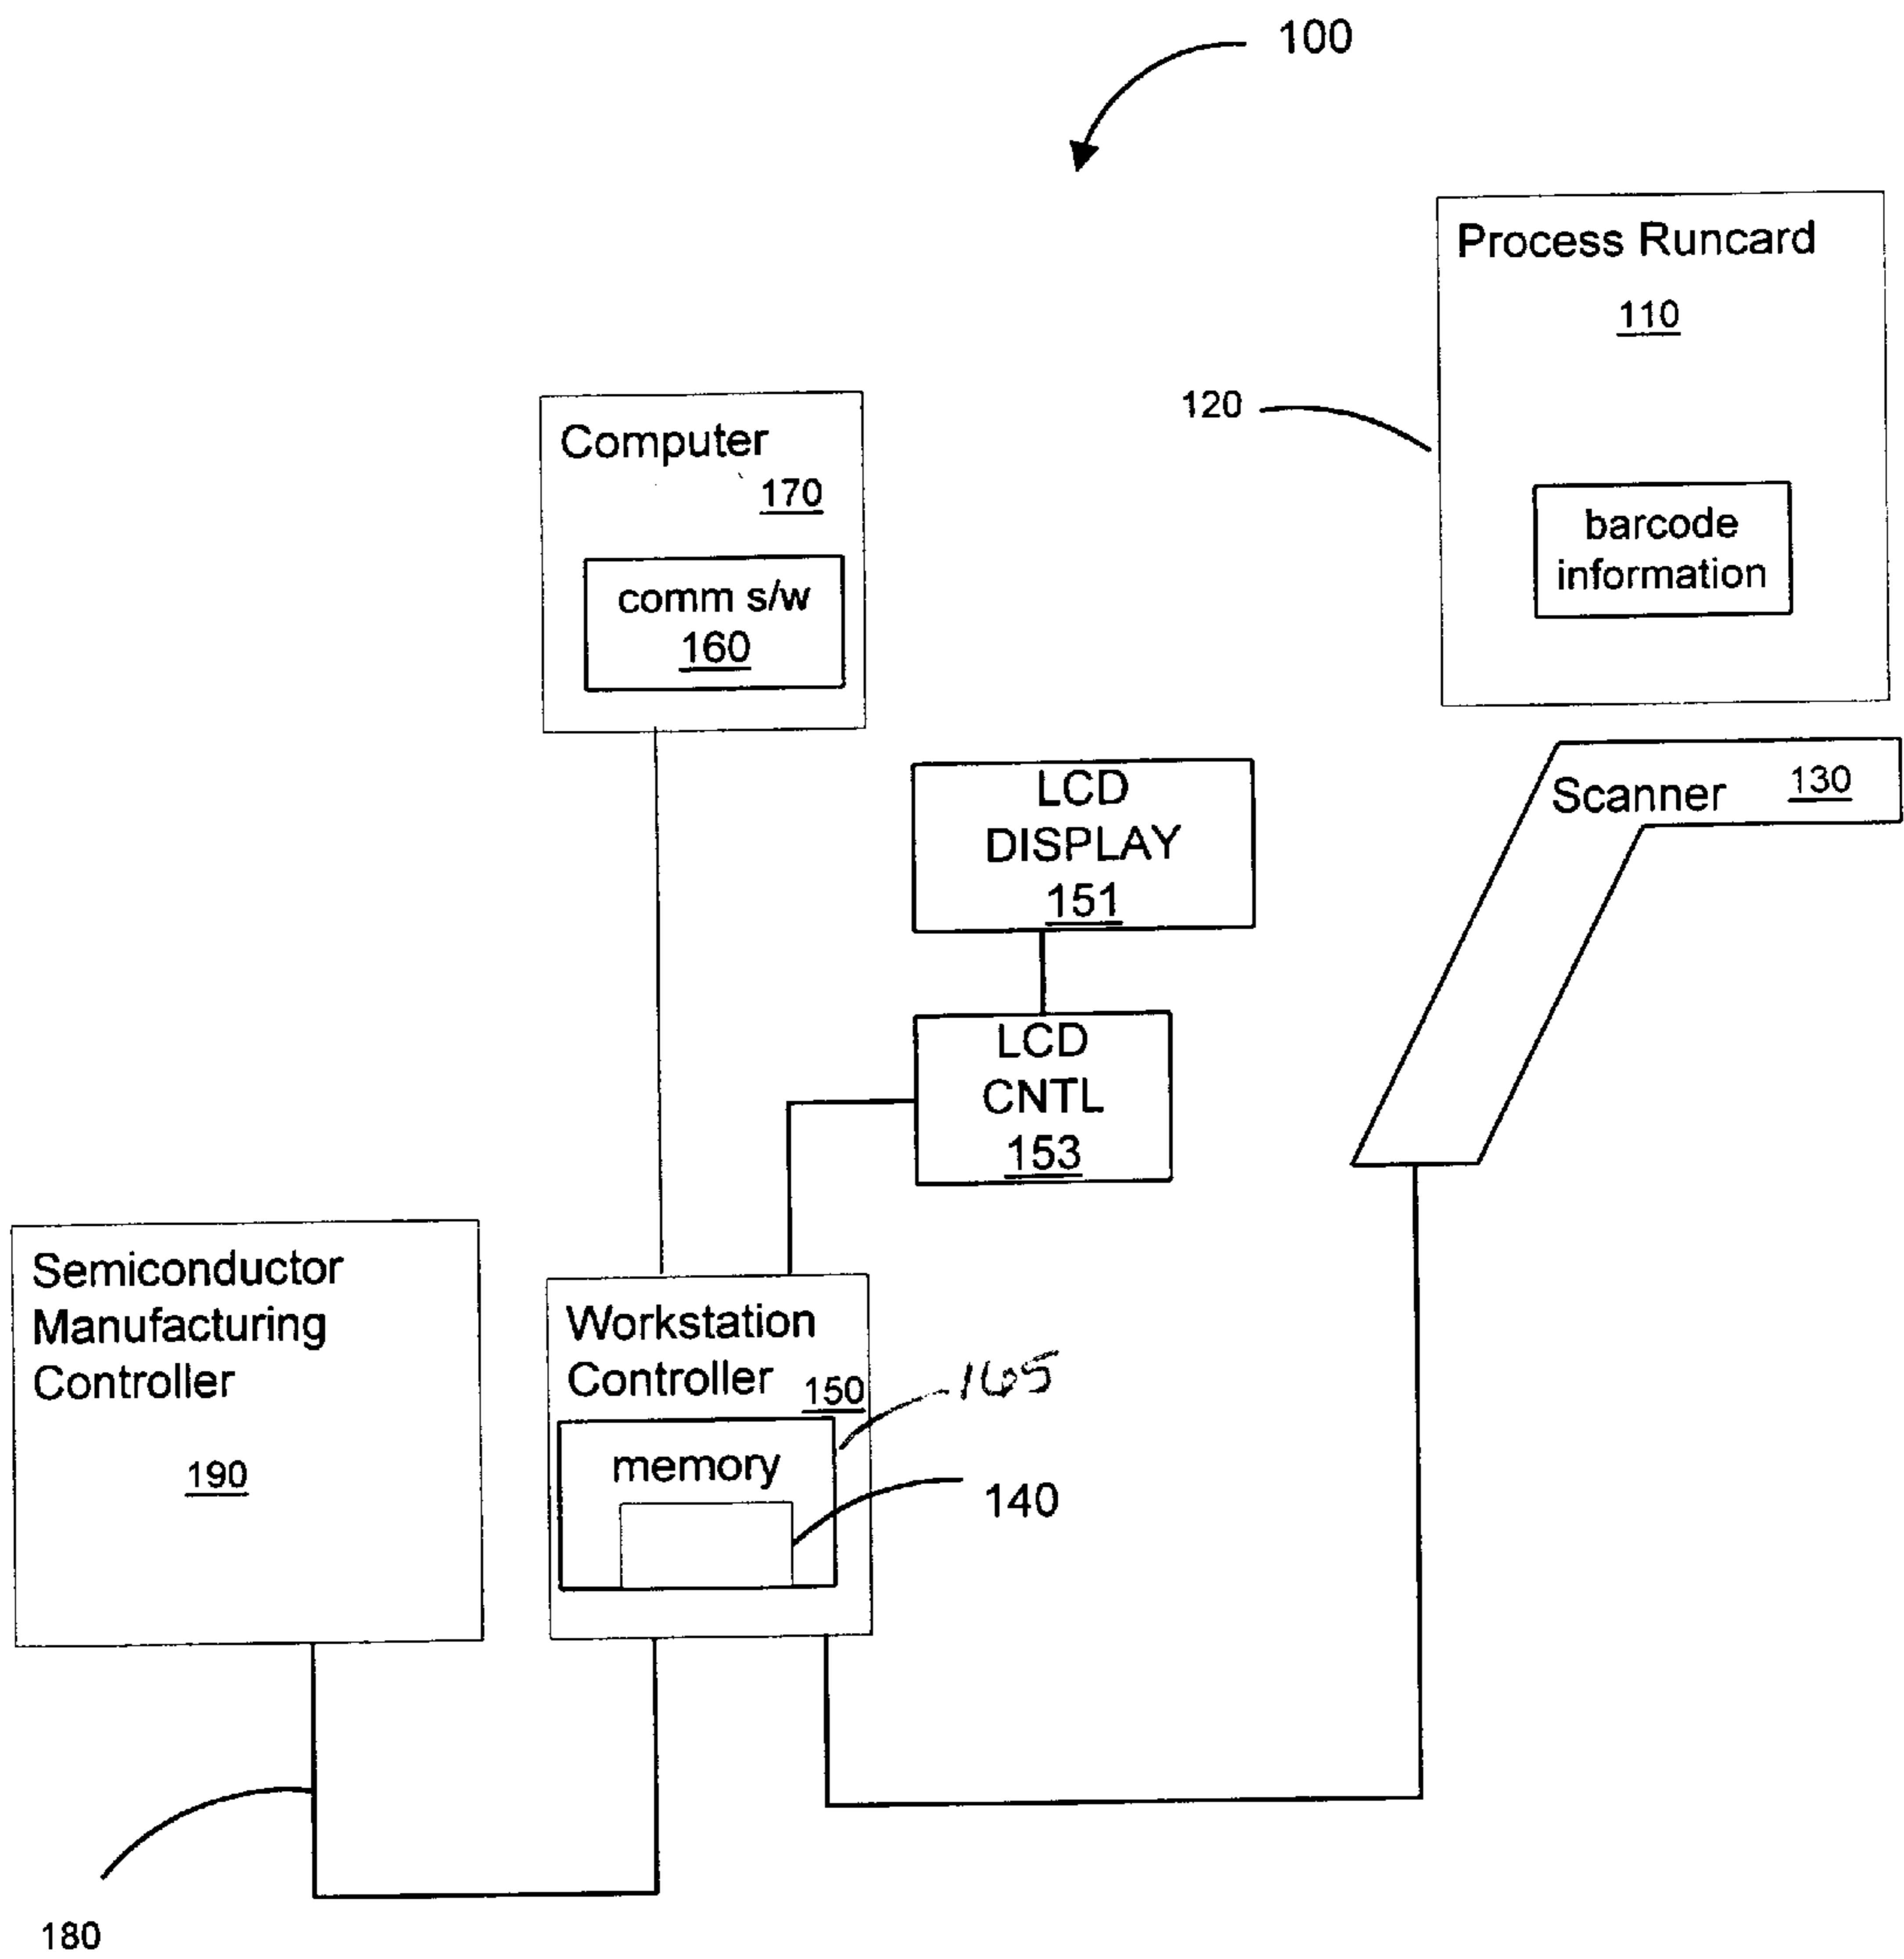 100
Process Runcard
110
120
barcode
information
Computer
170
comm s/w
160
Scanner 130
LCD
DISPLAY
151
LCD
CNTL
153
Semiconductor
Manufacturing
Controller
190
Workstation
Controller 150
165
memory
140
180